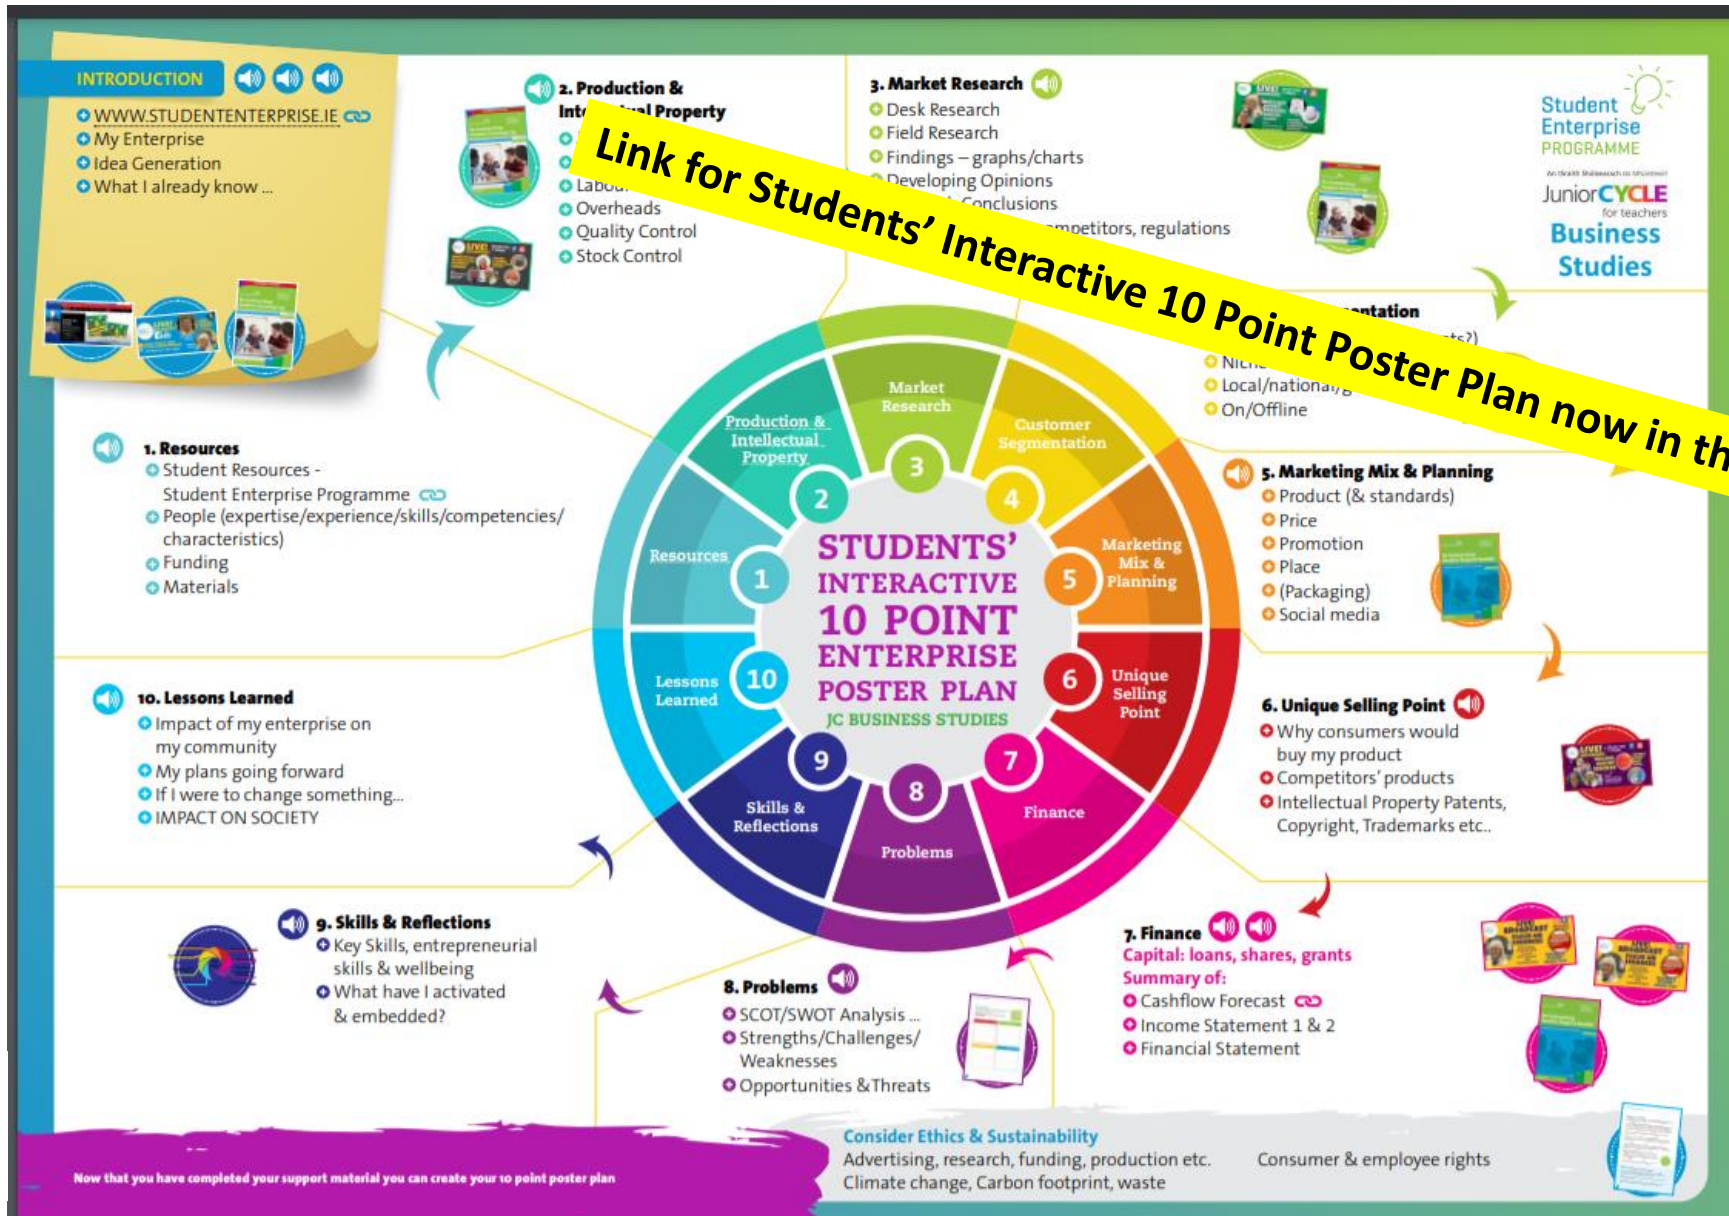 INTRODUCTION
WWW.STUDENTENTERPRISE.IE
My Enterprise
Idea Generation
What I already know ...
2. Production &
Property
Overheads
Quality Control
Stock Control
3. Market Research
Desk Research
Field Research
Findings – graphs/charts
Developing Opinions
Conclusions
competitors, regulations
Student
Enterprise
PROGRAMME
JuniorCYCLE
for teachers
Business
Studies
Link for Students' Interactive 10 Point Poster Plan now in th
Local/national/g
On/Offline
1. Resources
Student Resources -
Student Enterprise Programme
People (expertise/experience/skills/competencies/
characteristics)
Funding
Materials
5. Marketing Mix & Planning
Product (& standards)
Price
Promotion
Place
(Packaging)
Social media
Market
Research
3
Production &
Intellectual
Property
2
Customer
Segmentation
4
Resources
1
Marketing
Mix &
Planning
5
STUDENTS'
INTERACTIVE
10 POINT
ENTERPRISE
POSTER PLAN
JC BUSINESS STUDIES
Lessons
Learned
10
Unique
Selling
Point
6
Skills &
Reflections
9
Problems
8
Finance
7
10. Lessons Learned
Impact of my enterprise on
my community
My plans going forward
If I were to change something...
IMPACT ON SOCIETY
6. Unique Selling Point
Why consumers would
buy my product
Competitors' products
Intellectual Property Patents,
Copyright, Trademarks etc..
9. Skills & Reflections
Key Skills, entrepreneurial
skills & wellbeing
What have I activated
& embedded?
8. Problems
SCOT/SWOT Analysis ...
Strengths/Challenges/
Weaknesses
Opportunities & Threats
7. Finance
Capital: loans, shares, grants
Summary of:
Cashflow Forecast
Income Statement 1 & 2
Financial Statement
Now that you have completed your support material you can create your 10 point poster plan
Consider Ethics & Sustainability
Advertising, research, funding, production etc.
Climate change, Carbon footprint, waste
Consumer & employee rights